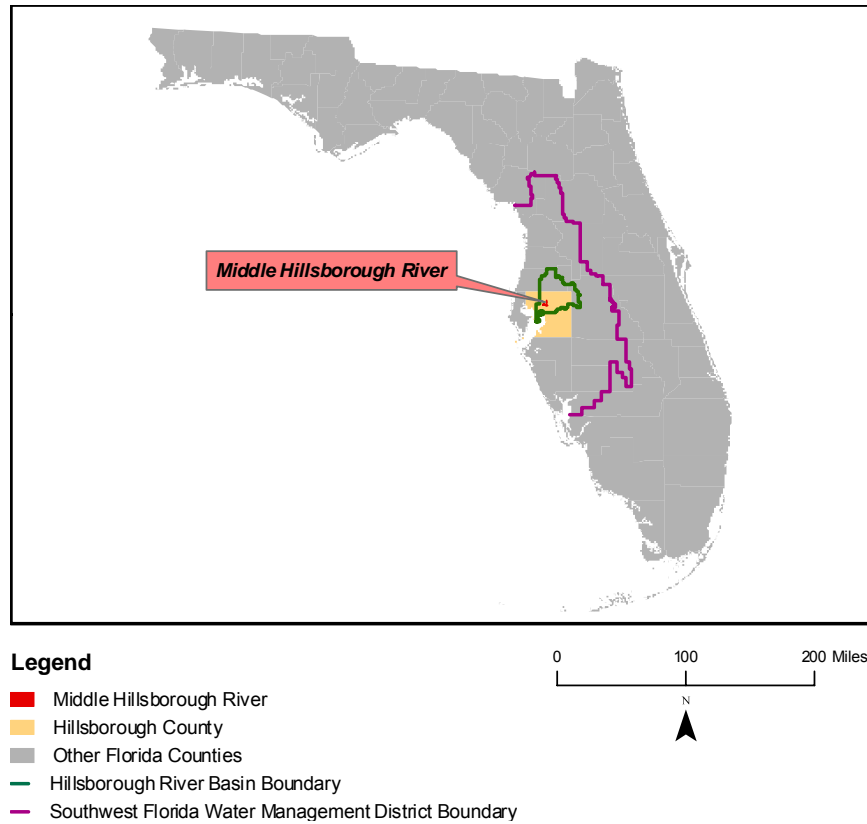 Middle Hillsborough River
Legend
0 100 200 Miles
N
Middle Hillsborough River
Hillsborough County
Other Florida Counties
Hillsborough River Basin Boundary
Southwest Florida Water Management District Boundary